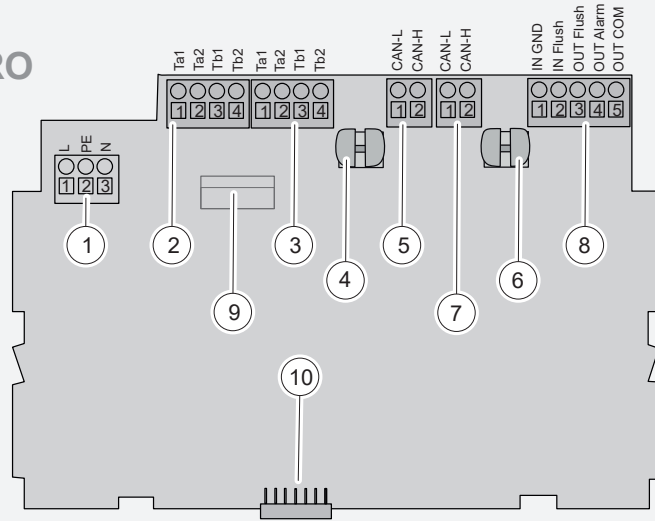 RO
Ta1 Ta2 Tb1 Tb2 Ta1 Ta2 Tb1 Tb2 CAN-L CAN-H CAN-L CAN-H IN GND IN Flush OUT Flush OUT Alarm OUT COM
1 2 3 4 1 2 3 4 1 2 1 2 1 2 3 4 5
L PE N
1 2 3
1 2 3 4 5 6 7 8
9
10